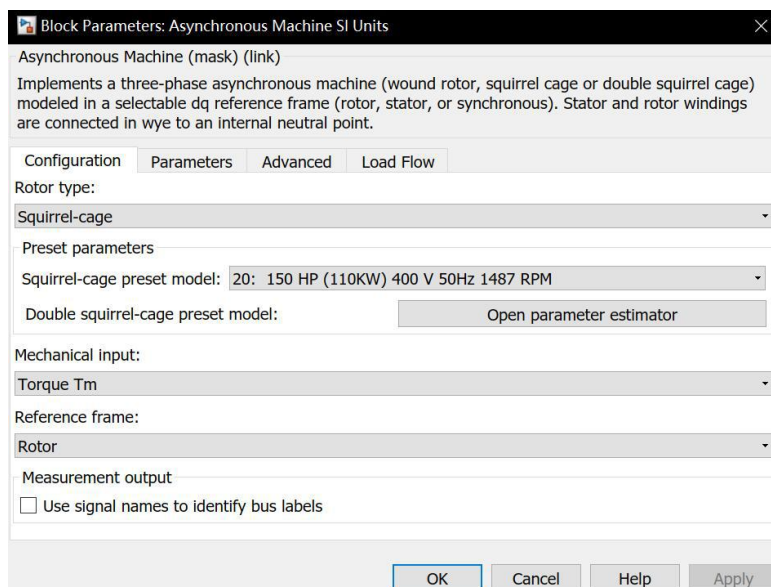 Block Parameters: Asynchronous Machine SI Units
Asynchronous Machine (mask) (link)
Implements a three-phase asynchronous machine (wound rotor, squirrel cage or double squirrel cage)
modeled in a selectable dq reference frame (rotor, stator, or synchronous). Stator and rotor windings
are connected in wye to an internal neutral point.
Configuration Parameters Advanced Load Flow
Rotor type:
Squirrel-cage
Preset parameters
Squirrel-cage preset model: 20: 150 HP (110KW) 400 V 50Hz 1487 RPM
Double squirrel-cage preset model: Open parameter estimator
Mechanical input:
Torque Tm
Reference frame:
Rotor
Measurement output
Use signal names to identify bus labels
OK Cancel Help Apply